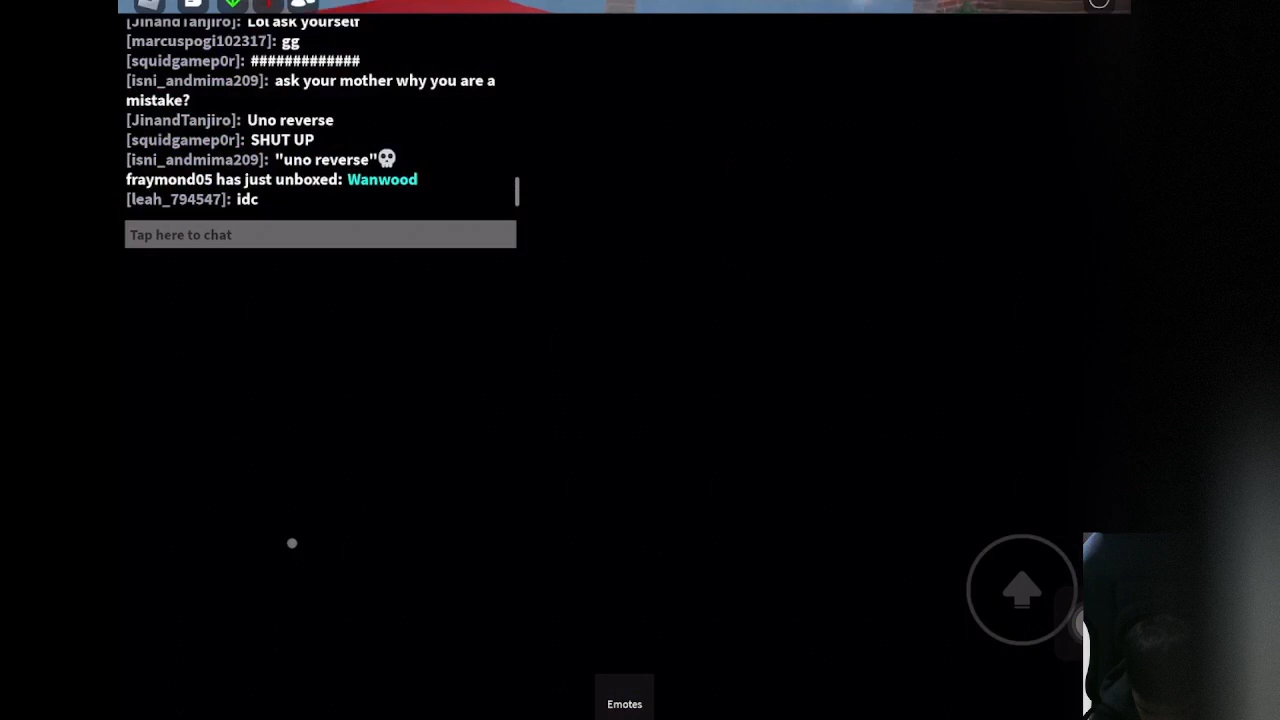 [JinandTanjiro]: Lol ask yourself
[marcuspogi102317]: gg
[squidgamep0r]: #############
[isni_andmima209]: ask your mother why you are a
mistake?
[JinandTanjiro]: Uno reverse
[squidgamep0r]: SHUT UP
[isni_andmima209]: "uno reverse"💀
fraymond05 has just unboxed: Wanwood
[leah_794547]: idc
Tap here to chat
Emotes